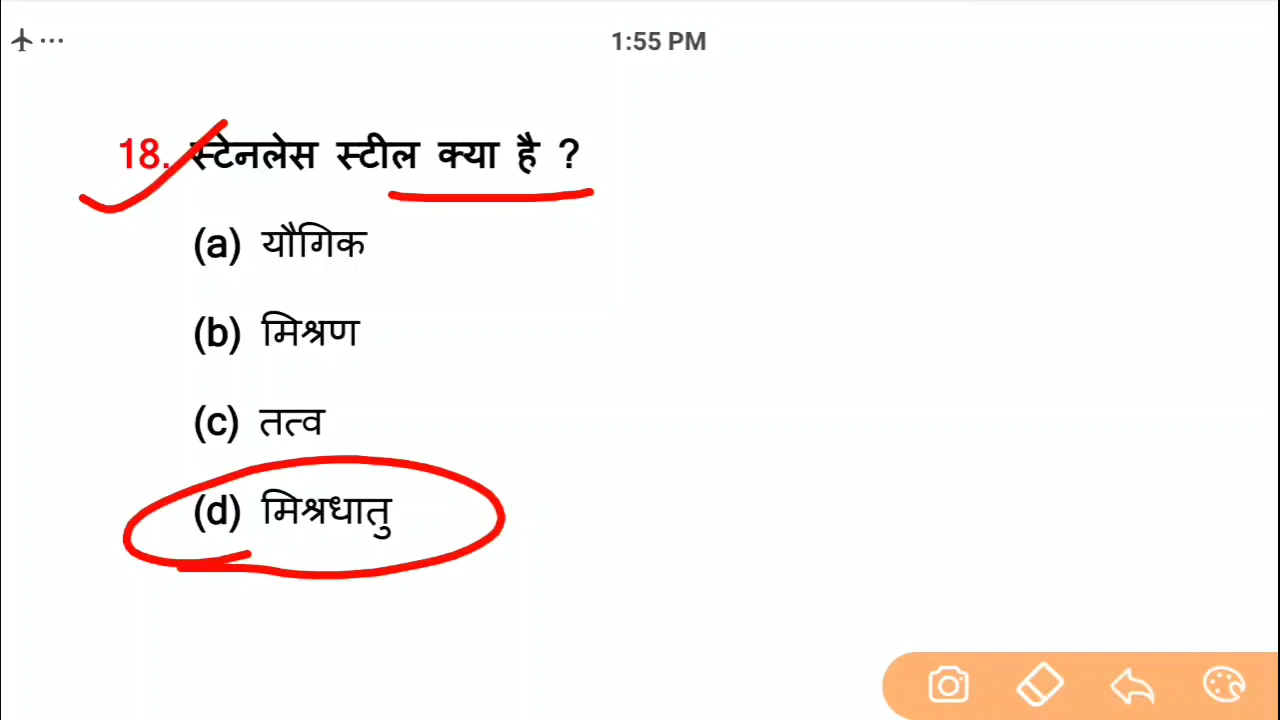 1:55 PM
18. स्टेनलेस स्टील क्या है ?
(a) यौगिक
(b) मिश्रण
(c) तत्व
(d) मिश्रधातु